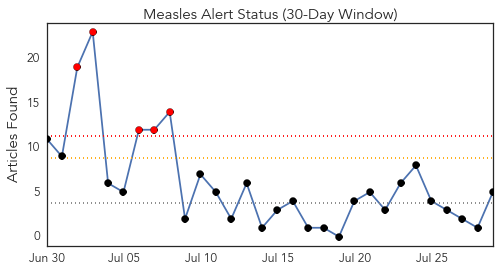 Measles Alert Status (30-Day Window)
Articles Found
20
15
10
5
0
Jun 30 Jul 05 Jul 10 Jul 15 Jul 20 Jul 25